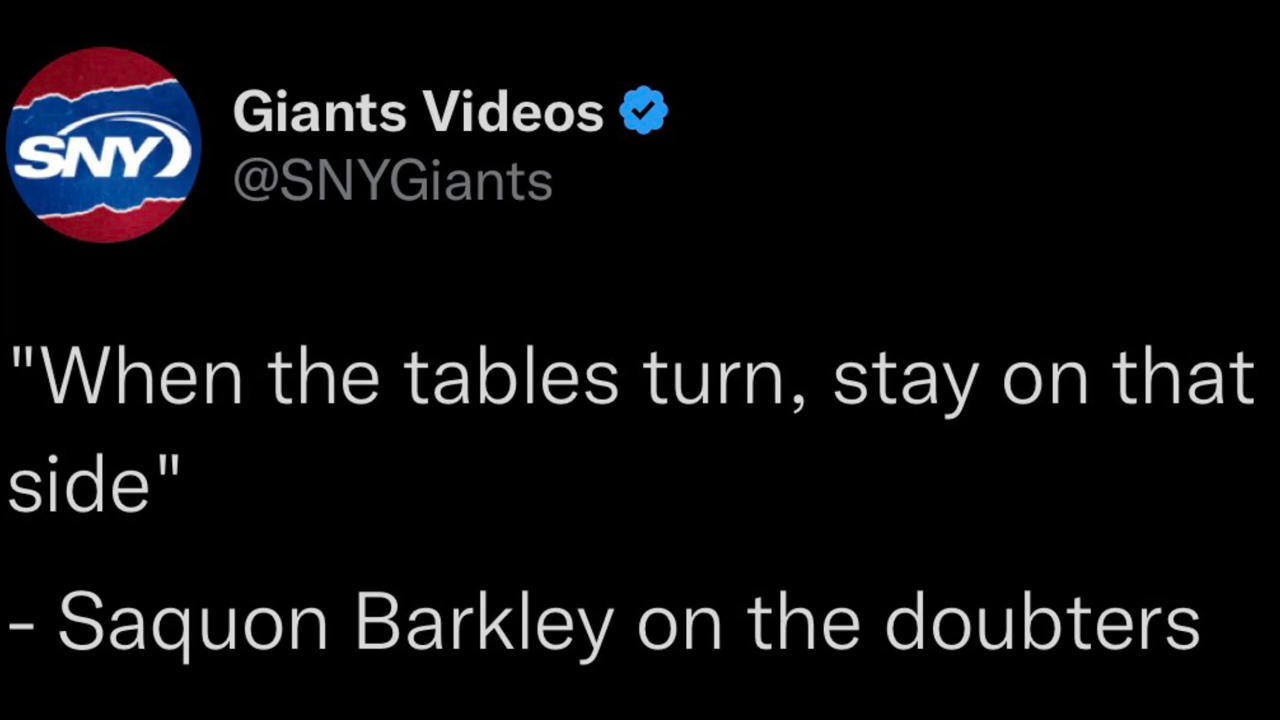 SNY
Giants Videos
@SNYGiants
"When the tables turn, stay on that
side"
- Saquon Barkley on the doubters